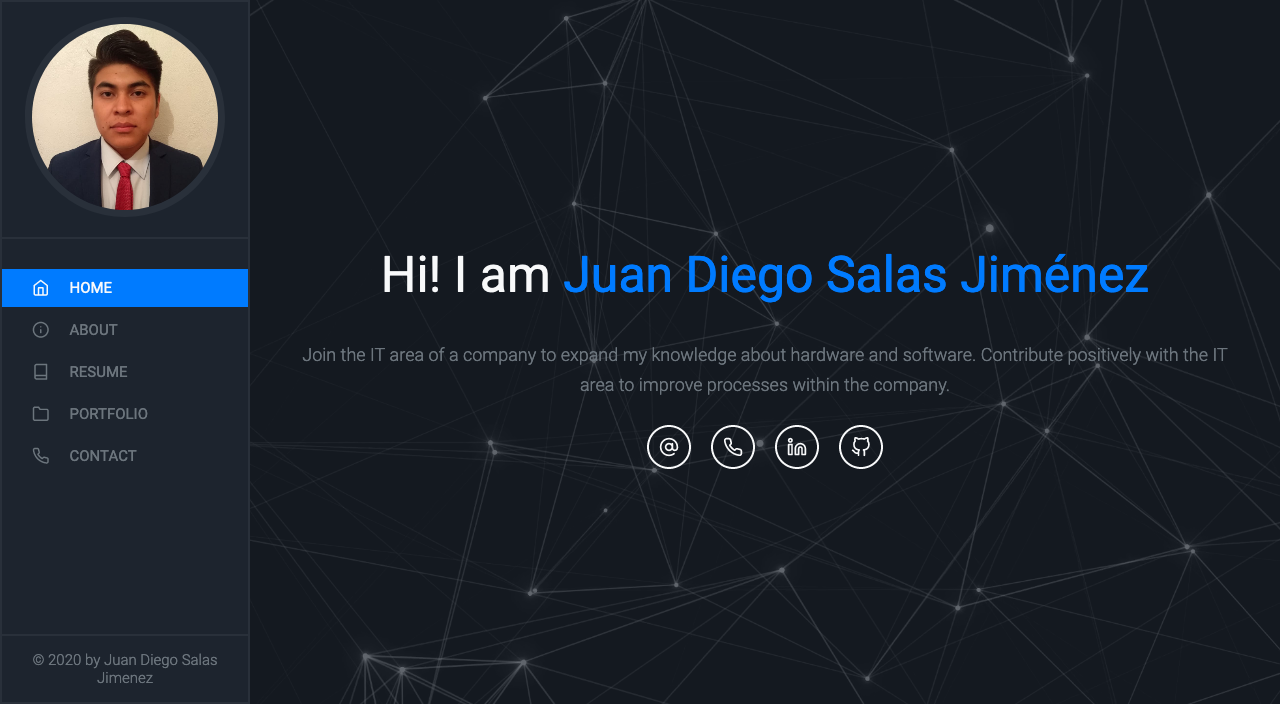 HOME
ABOUT
RESUME
PORTFOLIO
CONTACT
© 2020 by Juan Diego Salas
Jimenez
Hi! I am Juan Diego Salas Jiménez
Join the IT area of a company to expand my knowledge about hardware and software. Contribute positively with the IT
area to improve processes within the company.